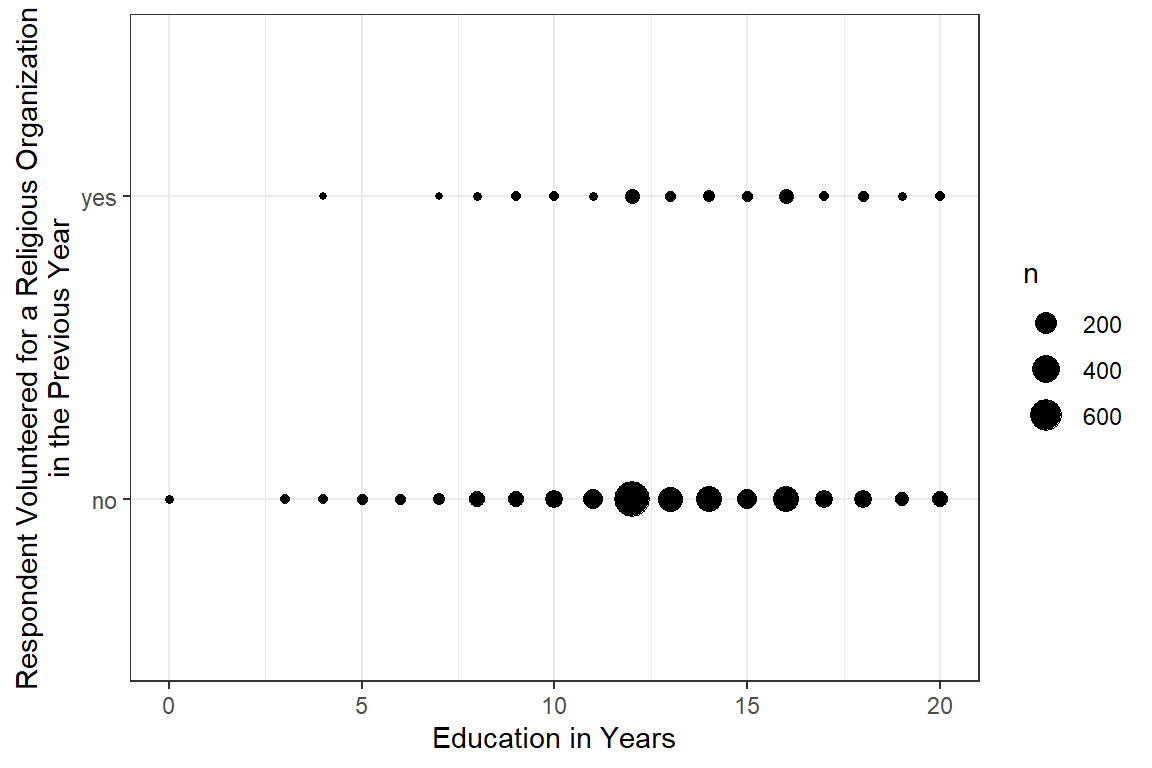 Respondent Volunteered for a Religious Organization
in the Previous Year
yes
no
0 5 10 15 20
Education in Years
n
200
400
600